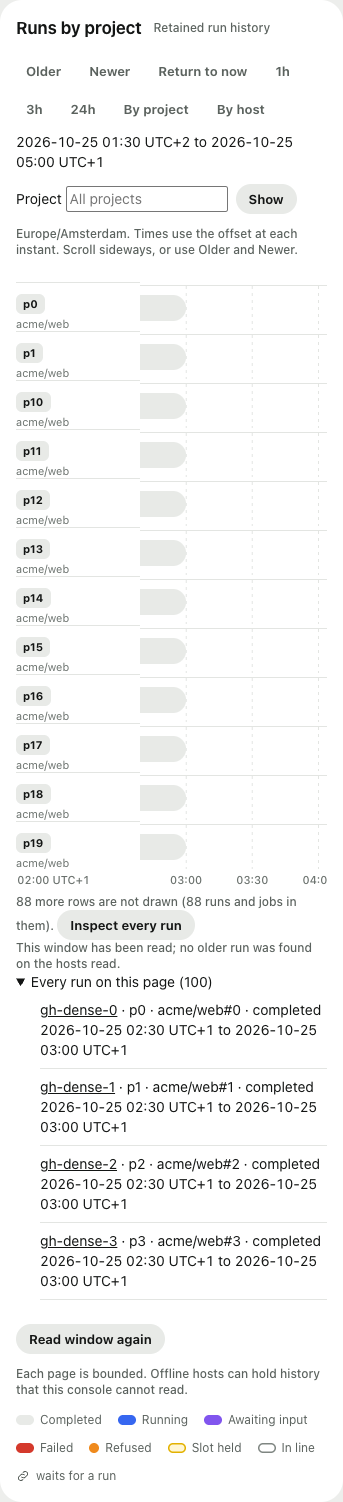 Runs by project Retained run history
Older Newer Return to now 1h
3h 24h By project By host
2026-10-25 01:30 UTC+2 to 2026-10-25
05:00 UTC+1
Project All projects Show
Europe/Amsterdam. Times use the offset at each
instant. Scroll sideways, or use Older and Newer.
p0
acme/web
p1
acme/web
p10
acme/web
p11
acme/web
p12
acme/web
p13
acme/web
p14
acme/web
p15
acme/web
p16
acme/web
p17
acme/web
p18
acme/web
p19
acme/web
02:00 UTC+1 03:00 03:30 04:0
88 more rows are not drawn (88 runs and jobs in
them). Inspect every run
This window has been read; no older run was found
on the hosts read.
▼ Every run on this page (100)
gh-dense-0 · p0 · acme/web#0 · completed
2026-10-25 02:30 UTC+1 to 2026-10-25
03:00 UTC+1
gh-dense-1 · p1 · acme/web#1 · completed
2026-10-25 02:30 UTC+1 to 2026-10-25
03:00 UTC+1
gh-dense-2 · p2 · acme/web#2 · completed
2026-10-25 02:30 UTC+1 to 2026-10-25
03:00 UTC+1
gh-dense-3 · p3 · acme/web#3 · completed
2026-10-25 02:30 UTC+1 to 2026-10-25
03:00 UTC+1
Read window again
Each page is bounded. Offline hosts can hold history
that this console cannot read.
Completed Running Awaiting input
Failed Refused Slot held In line
waits for a run